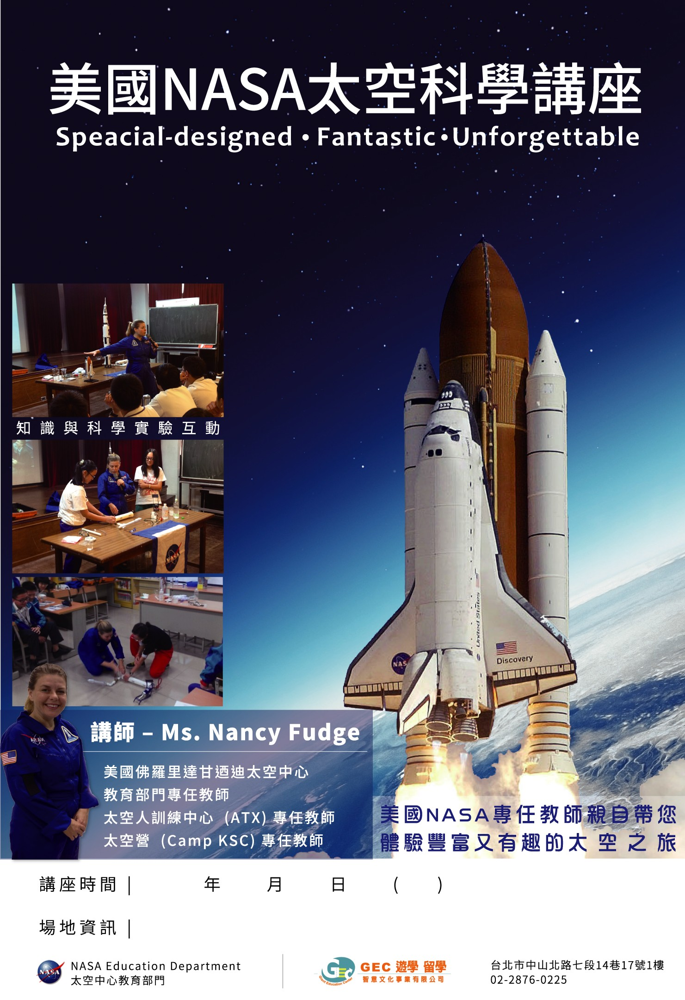 美國NASA太空科學講座
Speacial-designed • Fantastic • Unforgettable
知識與科學實驗互動
NASA
United States
NASA
Discovery
講師 – Ms. Nancy Fudge
美國佛羅里達甘迺迪太空中心
教育部門專任教師
太空人訓練中心 (ATX) 專任教師
太空營 (Camp KSC) 專任教師
美國NASA專任教師親自帶您
體驗豐富又有趣的太空之旅
講座時間 | 年 月 日 ( )
場地資訊 |
NASA
NASA Education Department
太空中心教育部門
GEC
Giant Education Center
GEC 遊學 留學
智意文化事業有限公司
台北市中山北路七段14巷17號1樓
02-2876-0225